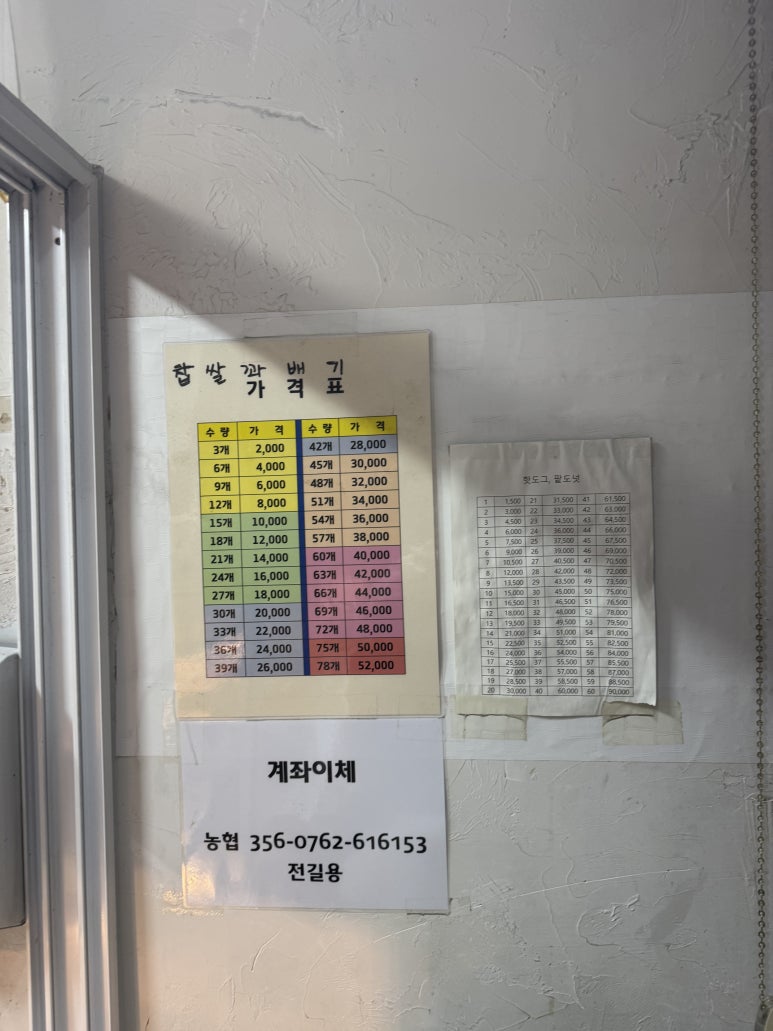 찹쌀 꽈 배 기
가 격 표
수 량 가 격 수 량 가 격
3개 2,000 42개 28,000
6개 4,000 45개 30,000
9개 6,000 48개 32,000
12개 8,000 51개 34,000
15개 10,000 54개 36,000
18개 12,000 57개 38,000
21개 14,000 60개 40,000
24개 16,000 63개 42,000
27개 18,000 66개 44,000
30개 20,000 69개 46,000
33개 22,000 72개 48,000
36개 24,000 75개 50,000
39개 26,000 78개 52,000
핫도그, 팥도넛
1 1,500 21 31,500 41 61,500
2 3,000 22 33,000 42 63,000
3 4,500 23 34,500 43 64,500
4 6,000 24 36,000 44 66,000
5 7,500 25 37,500 45 67,500
6 9,000 26 39,000 46 69,000
7 10,500 27 40,500 47 70,500
8 12,000 28 42,000 48 72,000
9 13,500 29 43,500 49 73,500
10 15,000 30 45,000 50 75,000
11 16,500 31 46,500 51 76,500
12 18,000 32 48,000 52 78,000
13 19,500 33 49,500 53 79,500
14 21,000 34 51,000 54 81,000
15 22,500 35 52,500 55 82,500
16 24,000 36 54,000 56 84,000
17 25,500 37 55,500 57 85,500
18 27,000 38 57,000 58 87,000
19 28,500 39 58,500 59 88,500
20 30,000 40 60,000 60 90,000
계좌이체
농협 356-0762-616153
전길용